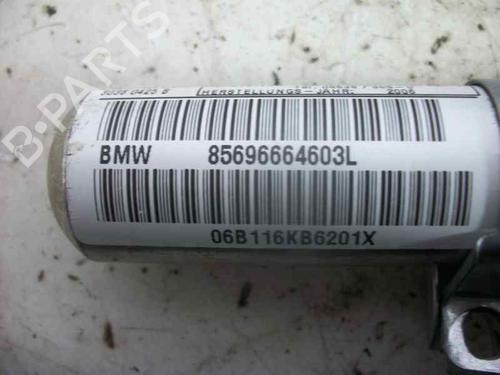 HERSTELLUNGS - JAHR: 2006
BMW 85696664603L
06B116KB6201X
B-PARTS